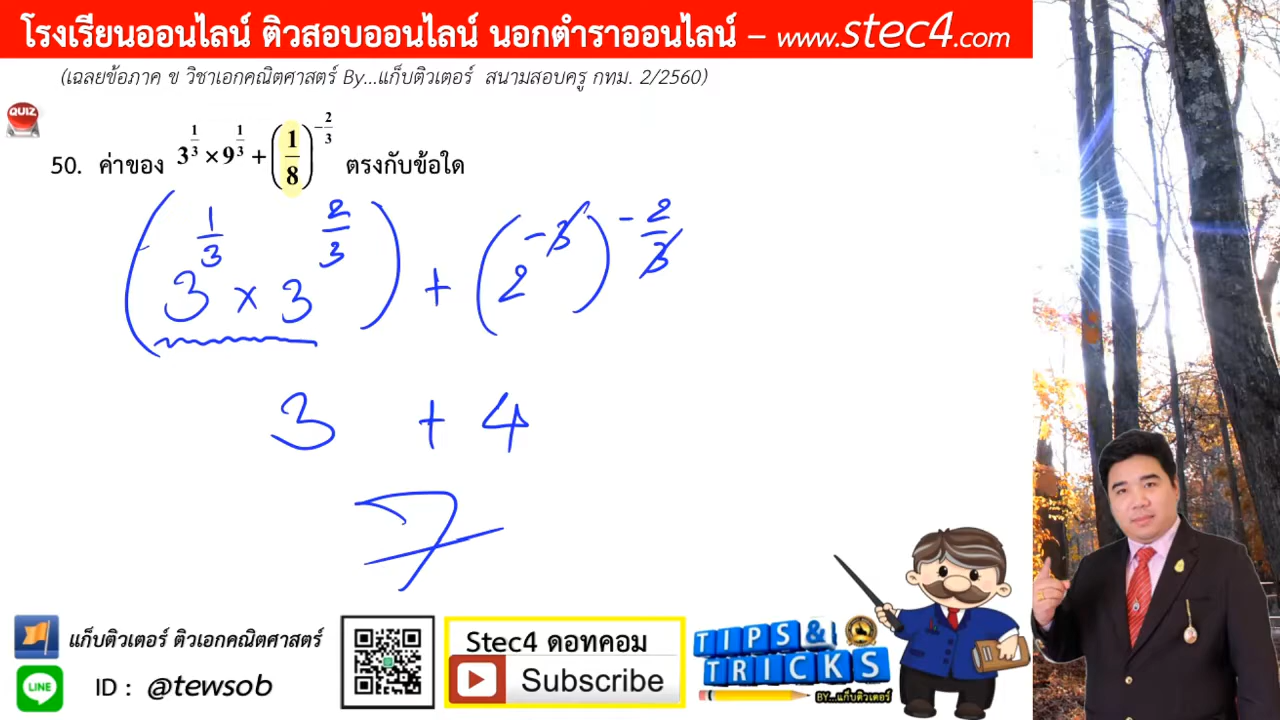 โรงเรียนออนไลน์ ติวสอบออนไลน์ นอกตำราออนไลน์ – www.stec4.com
(เฉลยข้อภาค ข วิชาเอกคณิตศาสตร์ By...แก็บติวเตอร์ สนามสอบครู กทม. 2/2560)
QUIZ
50. ค่าของ 3^(1/3) × 9^(1/3) + (1/8)^(-2/3) ตรงกับข้อใด
(3^(1/3) × 3^(2/3)) + (2^(-3))^(-2/3)
3 + 4
7
แก็บติวเตอร์ ติวเอกคณิตศาสตร์
LINE ID : @tewsob
Stec4 ดอทคอม
Subscribe
TIPS &
TRICKS
BY...แก็บติวเตอร์